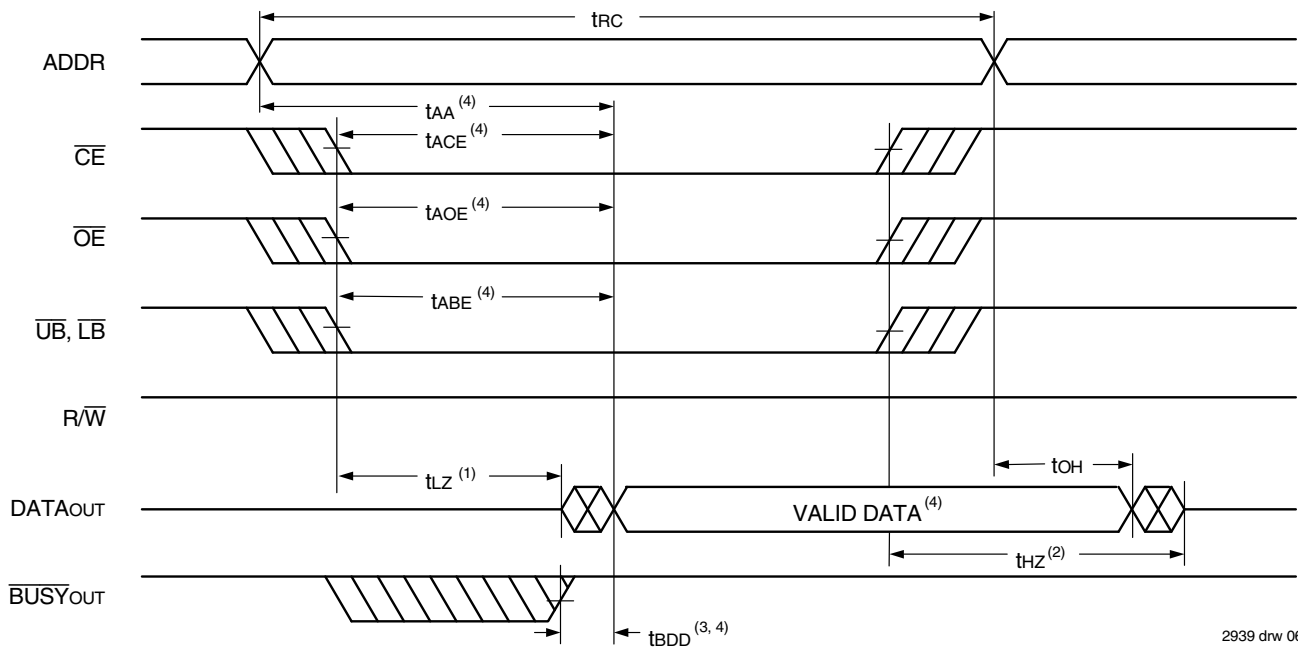 tRC
ADDR
tAA (4)
CE
tACE (4)
OE
tAOE (4)
UB, LB
tABE (4)
R/W
tLZ (1)
tOH
DATAOUT
VALID DATA(4)
tHZ(2)
BUSYOUT
tBDD (3, 4)
2939 drw 06